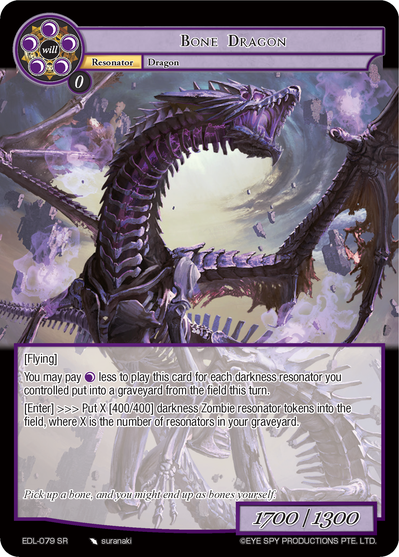 Bone Dragon
will
Resonator Dragon
0
[Flying]
You may pay less to play this card for each darkness resonator you
controlled put into a graveyard from the field this turn.
[Enter] >>> Put X [400/400] darkness Zombie resonator tokens into the
field, where X is the number of resonators in your graveyard.
Pick up a bone, and you might end up as bones yourself.
1700 / 1300
EDL-079 SR suranaki ©EYE SPY PRODUCTIONS PTE. LTD.